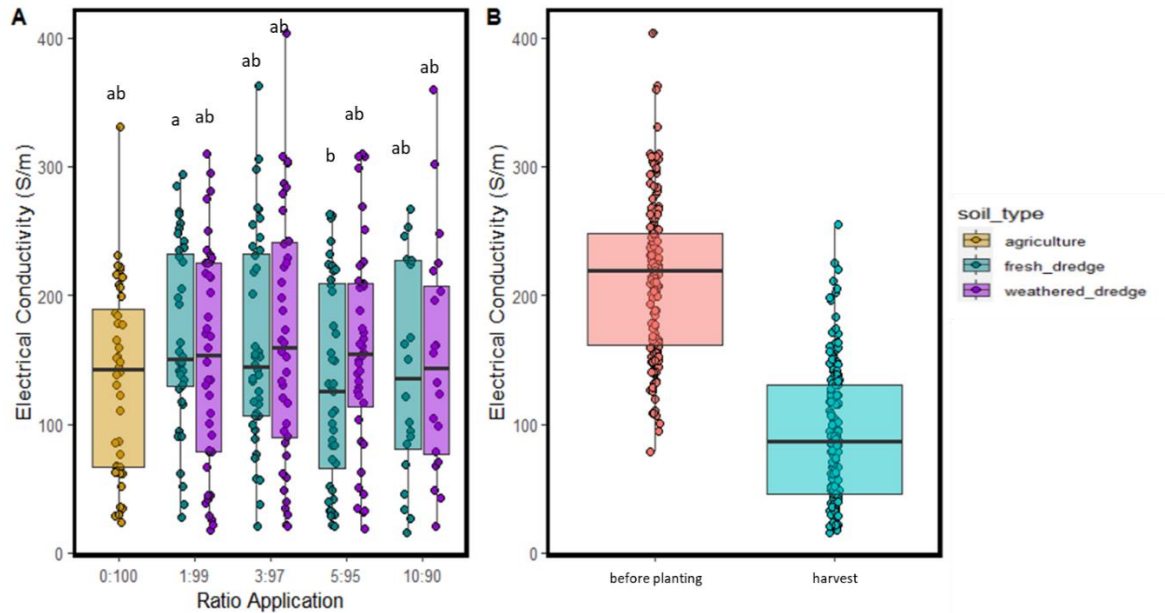 A
Electrical Conductivity (S/m)
400
300
200
100
0
ab
a
ab
ab
ab
b
ab
ab
ab
0:100
1:99
3:97
5:95
10:90
Ratio Application
B
Electrical Conductivity (S/m)
400
300
200
100
0
before planting
harvest
soil_type
agriculture
fresh_dredge
weathered_dredge